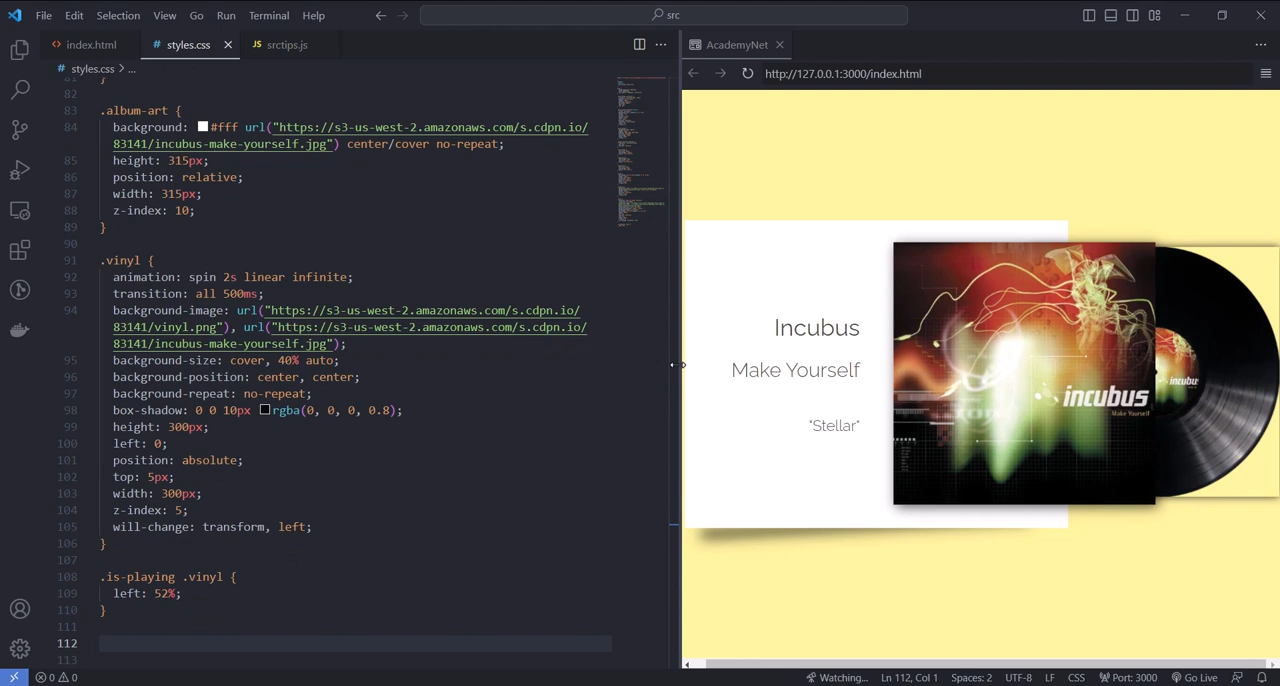 File Edit Selection View Go Run Terminal Help
src
index.html
styles.css
srctips.js
styles.css > ...
81 }
82
83 .album-art {
84 background: #fff url("https://s3-us-west-2.amazonaws.com/s.cdpn.io/
83141/incubus-make-yourself.jpg") center/cover no-repeat;
85 height: 315px;
86 position: relative;
87 width: 315px;
88 z-index: 10;
89 }
90
91 .vinyl {
92 animation: spin 2s linear infinite;
93 transition: all 500ms;
94 background-image: url("https://s3-us-west-2.amazonaws.com/s.cdpn.io/
83141/vinyl.png"), url("https://s3-us-west-2.amazonaws.com/s.cdpn.io/
83141/incubus-make-yourself.jpg");
95 background-size: cover, 40% auto;
96 background-position: center, center;
97 background-repeat: no-repeat;
98 box-shadow: 0 0 10px rgba(0, 0, 0, 0.8);
99 height: 300px;
100 left: 0;
101 position: absolute;
102 top: 5px;
103 width: 300px;
104 z-index: 5;
105 will-change: transform, left;
106 }
107
108 .is-playing .vinyl {
109 left: 52%;
110 }
111
112
113
AcademyNet
http://127.0.0.1:3000/index.html
Incubus
Make Yourself
"Stellar"
incubus
Make Yourself
incubu
0 0
Watching...
Ln 112, Col 1
Spaces: 2
UTF-8
LF
CSS
Port: 3000
Go Live